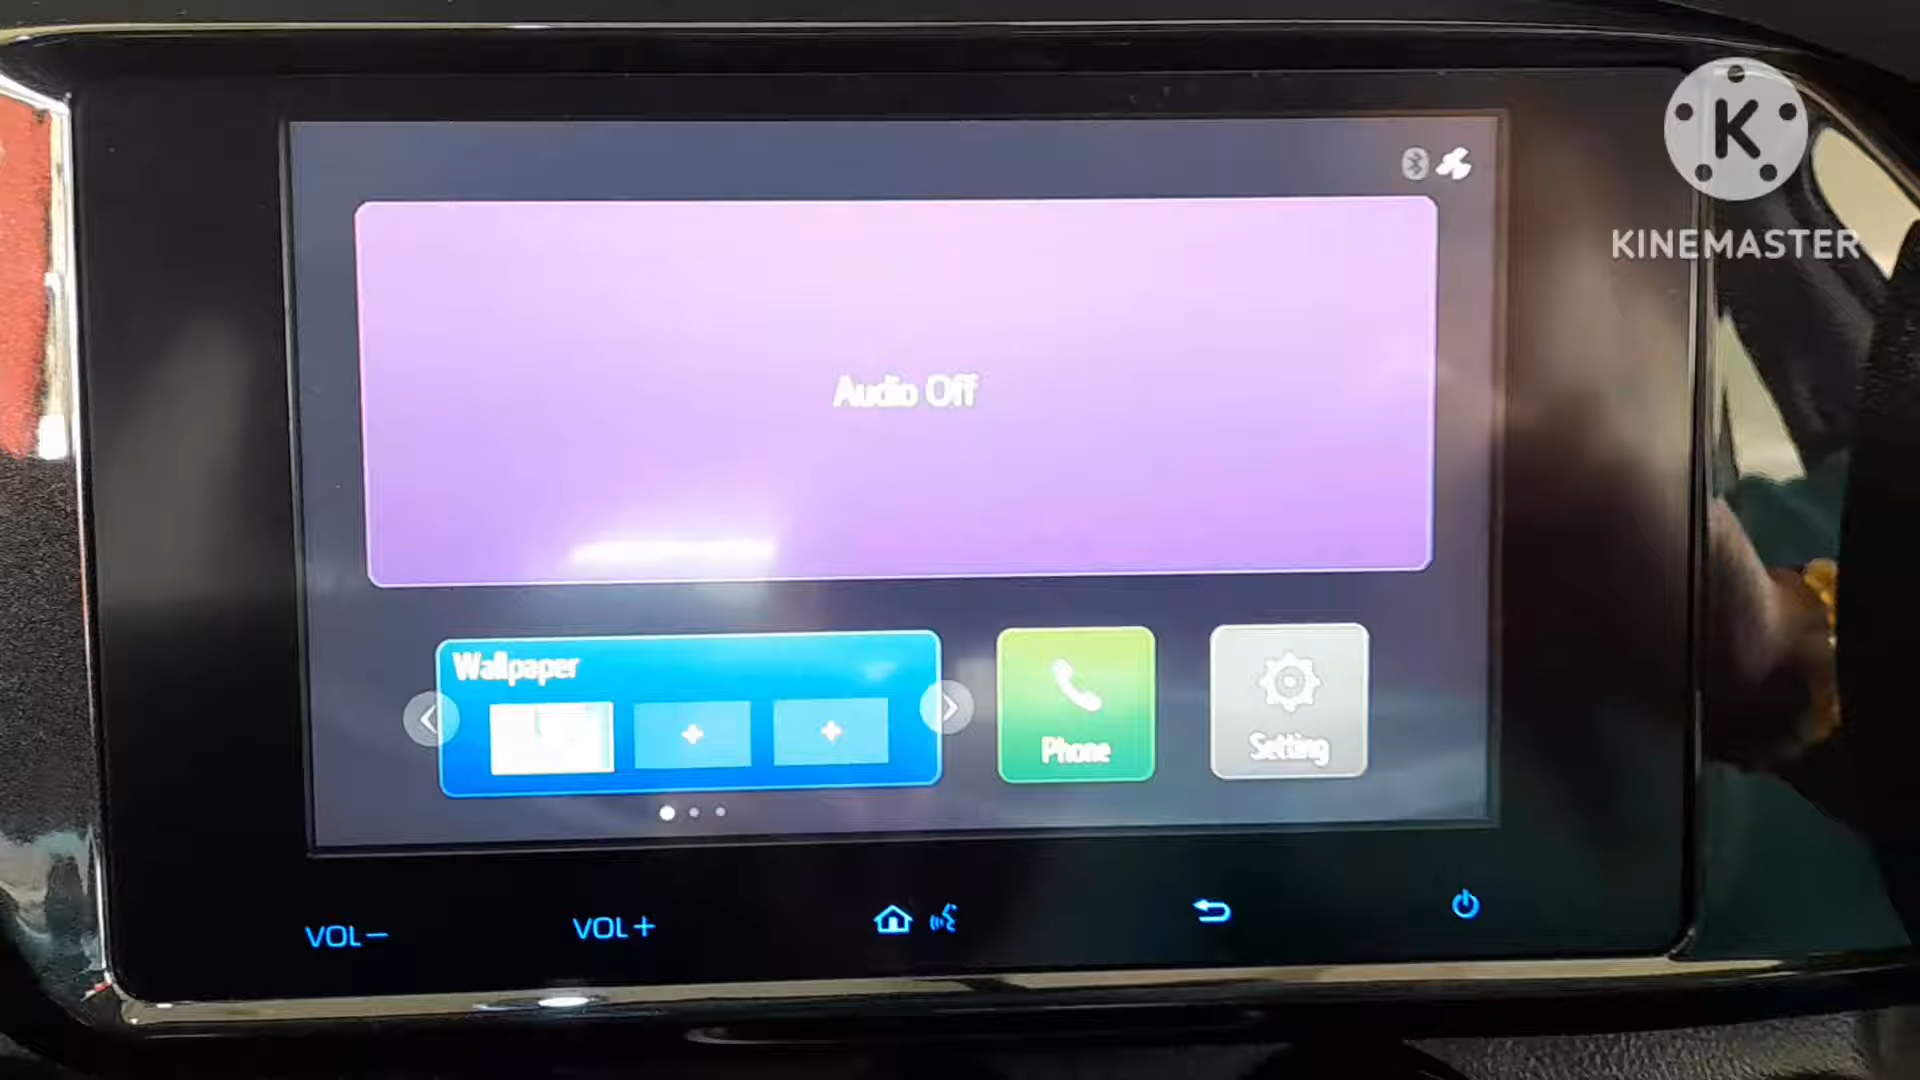 K
KINEMASTER
Audio Off
Wallpaper
Phone
Setting
VOL−
VOL+